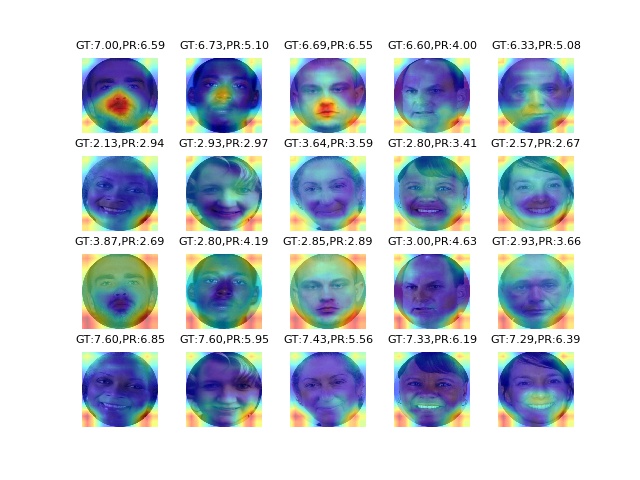 GT:7.00,PR:6.59 GT:6.73,PR:5.10 GT:6.69,PR:6.55 GT:6.60,PR:4.00 GT:6.33,PR:5.08
GT:2.13,PR:2.94 GT:2.93,PR:2.97 GT:3.64,PR:3.59 GT:2.80,PR:3.41 GT:2.57,PR:2.67
GT:3.87,PR:2.69 GT:2.80,PR:4.19 GT:2.85,PR:2.89 GT:3.00,PR:4.63 GT:2.93,PR:3.66
GT:7.60,PR:6.85 GT:7.60,PR:5.95 GT:7.43,PR:5.56 GT:7.33,PR:6.19 GT:7.29,PR:6.39